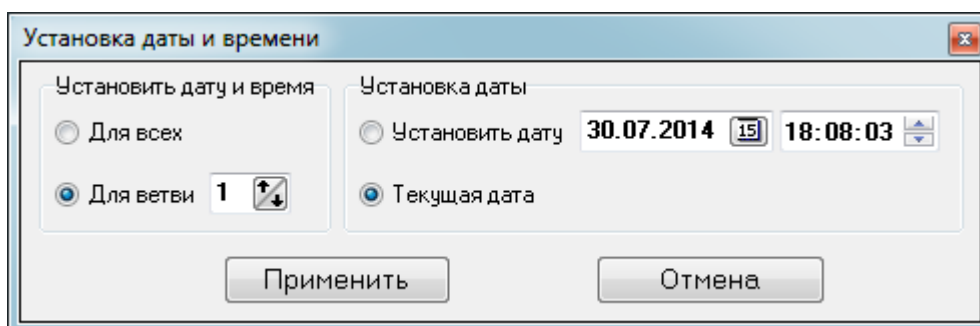 Установка даты и времени
Установить дату и время
Для всех
Для ветви 1
Установка даты
Установить дату 30.07.2014 15 18:08:03
Текущая дата
Применить Отмена